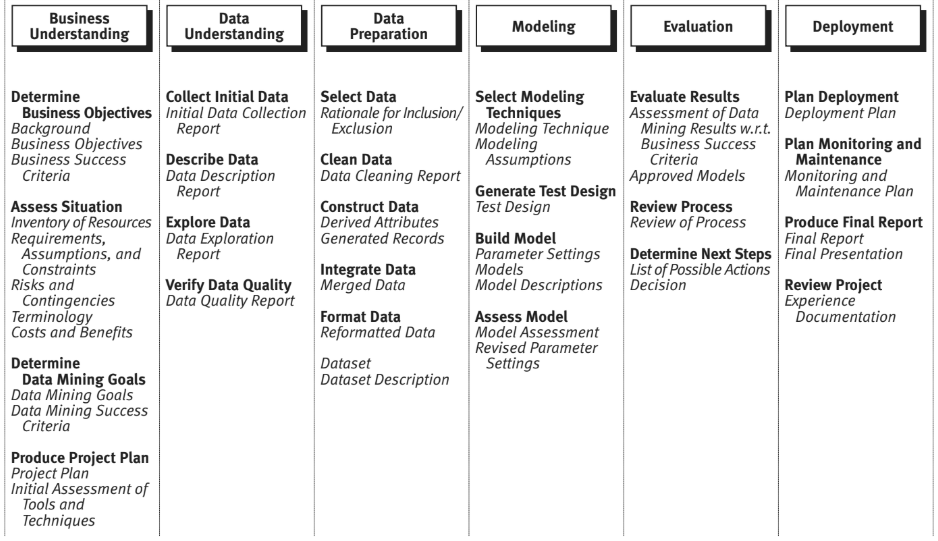 Business
Understanding
Data
Understanding
Data
Preparation
Modeling
Evaluation
Deployment
Determine
Business Objectives
Background
Business Objectives
Business Success
Criteria
Assess Situation
Inventory of Resources
Requirements,
Assumptions, and
Constraints
Risks and
Contingencies
Terminology
Costs and Benefits
Determine
Data Mining Goals
Data Mining Goals
Data Mining Success
Criteria
Produce Project Plan
Project Plan
Initial Assessment of
Tools and
Techniques
Collect Initial Data
Initial Data Collection
Report
Describe Data
Data Description
Report
Explore Data
Data Exploration
Report
Verify Data Quality
Data Quality Report
Select Data
Rationale for Inclusion/
Exclusion
Clean Data
Data Cleaning Report
Construct Data
Derived Attributes
Generated Records
Integrate Data
Merged Data
Format Data
Reformatted Data
Dataset
Dataset Description
Select Modeling
Techniques
Modeling Technique
Modeling
Assumptions
Generate Test Design
Test Design
Build Model
Parameter Settings
Models
Model Descriptions
Assess Model
Model Assessment
Revised Parameter
Settings
Evaluate Results
Assessment of Data
Mining Results w.r.t.
Business Success
Criteria
Approved Models
Review Process
Review of Process
Determine Next Steps
List of Possible Actions
Decision
Plan Deployment
Deployment Plan
Plan Monitoring and
Maintenance
Monitoring and
Maintenance Plan
Produce Final Report
Final Report
Final Presentation
Review Project
Experience
Documentation